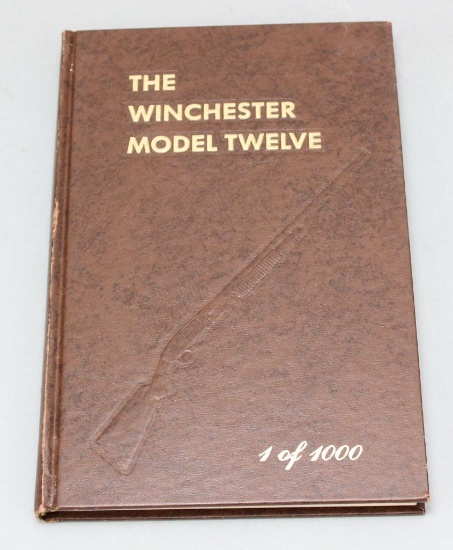 THE
WINCHESTER
MODEL TWELVE
1 of 1000